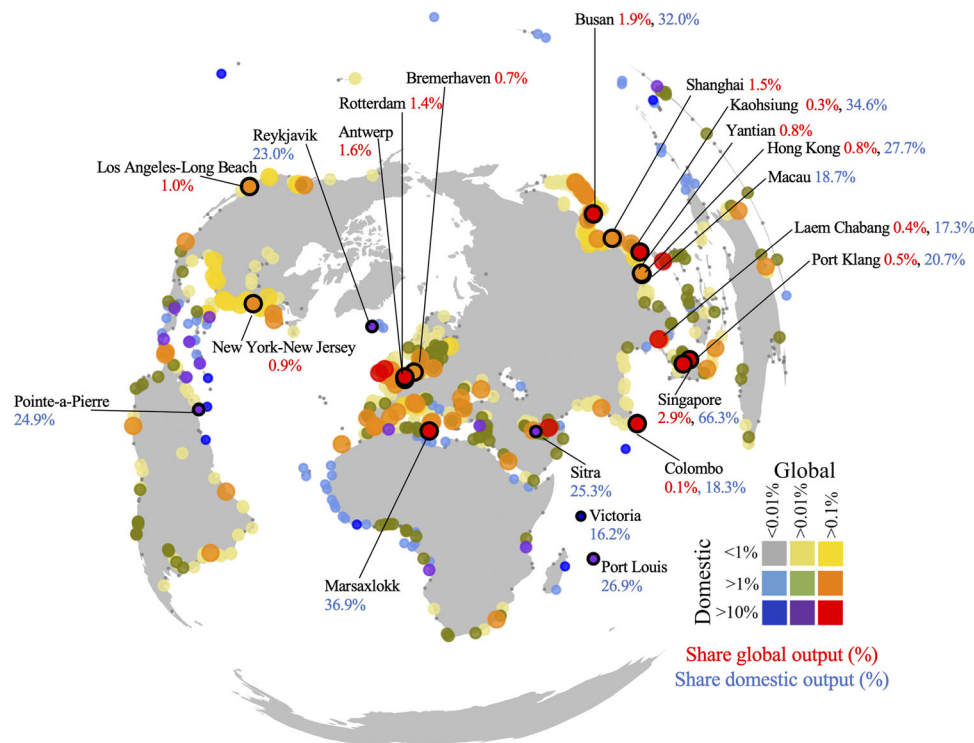 Busan 1.9%, 32.0%
Bremerhaven 0.7%
Shanghai 1.5%
Rotterdam 1.4%
Kaohsiung 0.3%, 34.6%
Reykjavik
23.0%
Antwerp
1.6%
Yantian 0.8%
Hong Kong 0.8%, 27.7%
Los Angeles-Long Beach
1.0%
Macau 18.7%
Laem Chabang 0.4%, 17.3%
Port Klang 0.5%, 20.7%
New York-New Jersey
0.9%
Pointe-a-Pierre
24.9%
Singapore
2.9%, 66.3%
Sitra
25.3%
Colombo
0.1%, 18.3%
Victoria
16.2%
Marsaxlokk
36.9%
Port Louis
26.9%
Global
<0.01%
>0.01%
>0.1%
Domestic
<1%
>1%
>10%
Share global output (%)
Share domestic output (%)